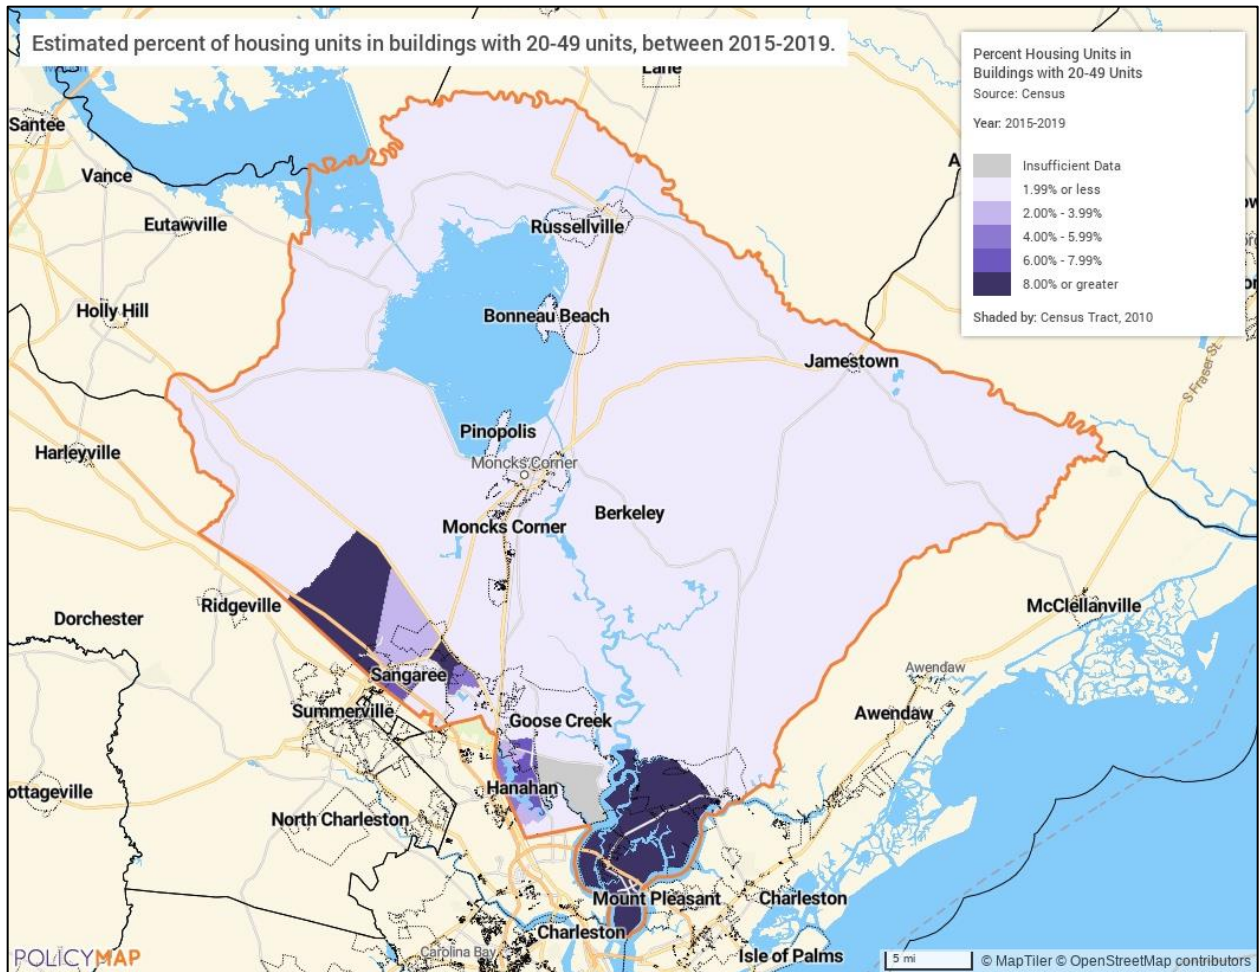 Estimated percent of housing units in buildings with 20-49 units, between 2015-2019.
Percent Housing Units in
Buildings with 20-49 Units
Source: Census
Year: 2015-2019
Insufficient Data
1.99% or less
2.00% - 3.99%
4.00% - 5.99%
6.00% - 7.99%
8.00% or greater
Shaded by: Census Tract, 2010
Lane
Santee
Vance
Eutawville
Russellville
Holly Hill
Bonneau Beach
Jamestown
S Fraser St
Pinopolis
Harleyville
Moncks Corner
Moncks Corner
Berkeley
Ridgeville
Dorchester
McClellanville
Sangaree
Awendaw
Summerville
Goose Creek
Awendaw
Hanahan
ottageville
North Charleston
Mount Pleasant
Charleston
Charleston
Carolina Bay
Isle of Palms
POLICYMAP
5 mi
© MapTiler © OpenStreetMap contributors